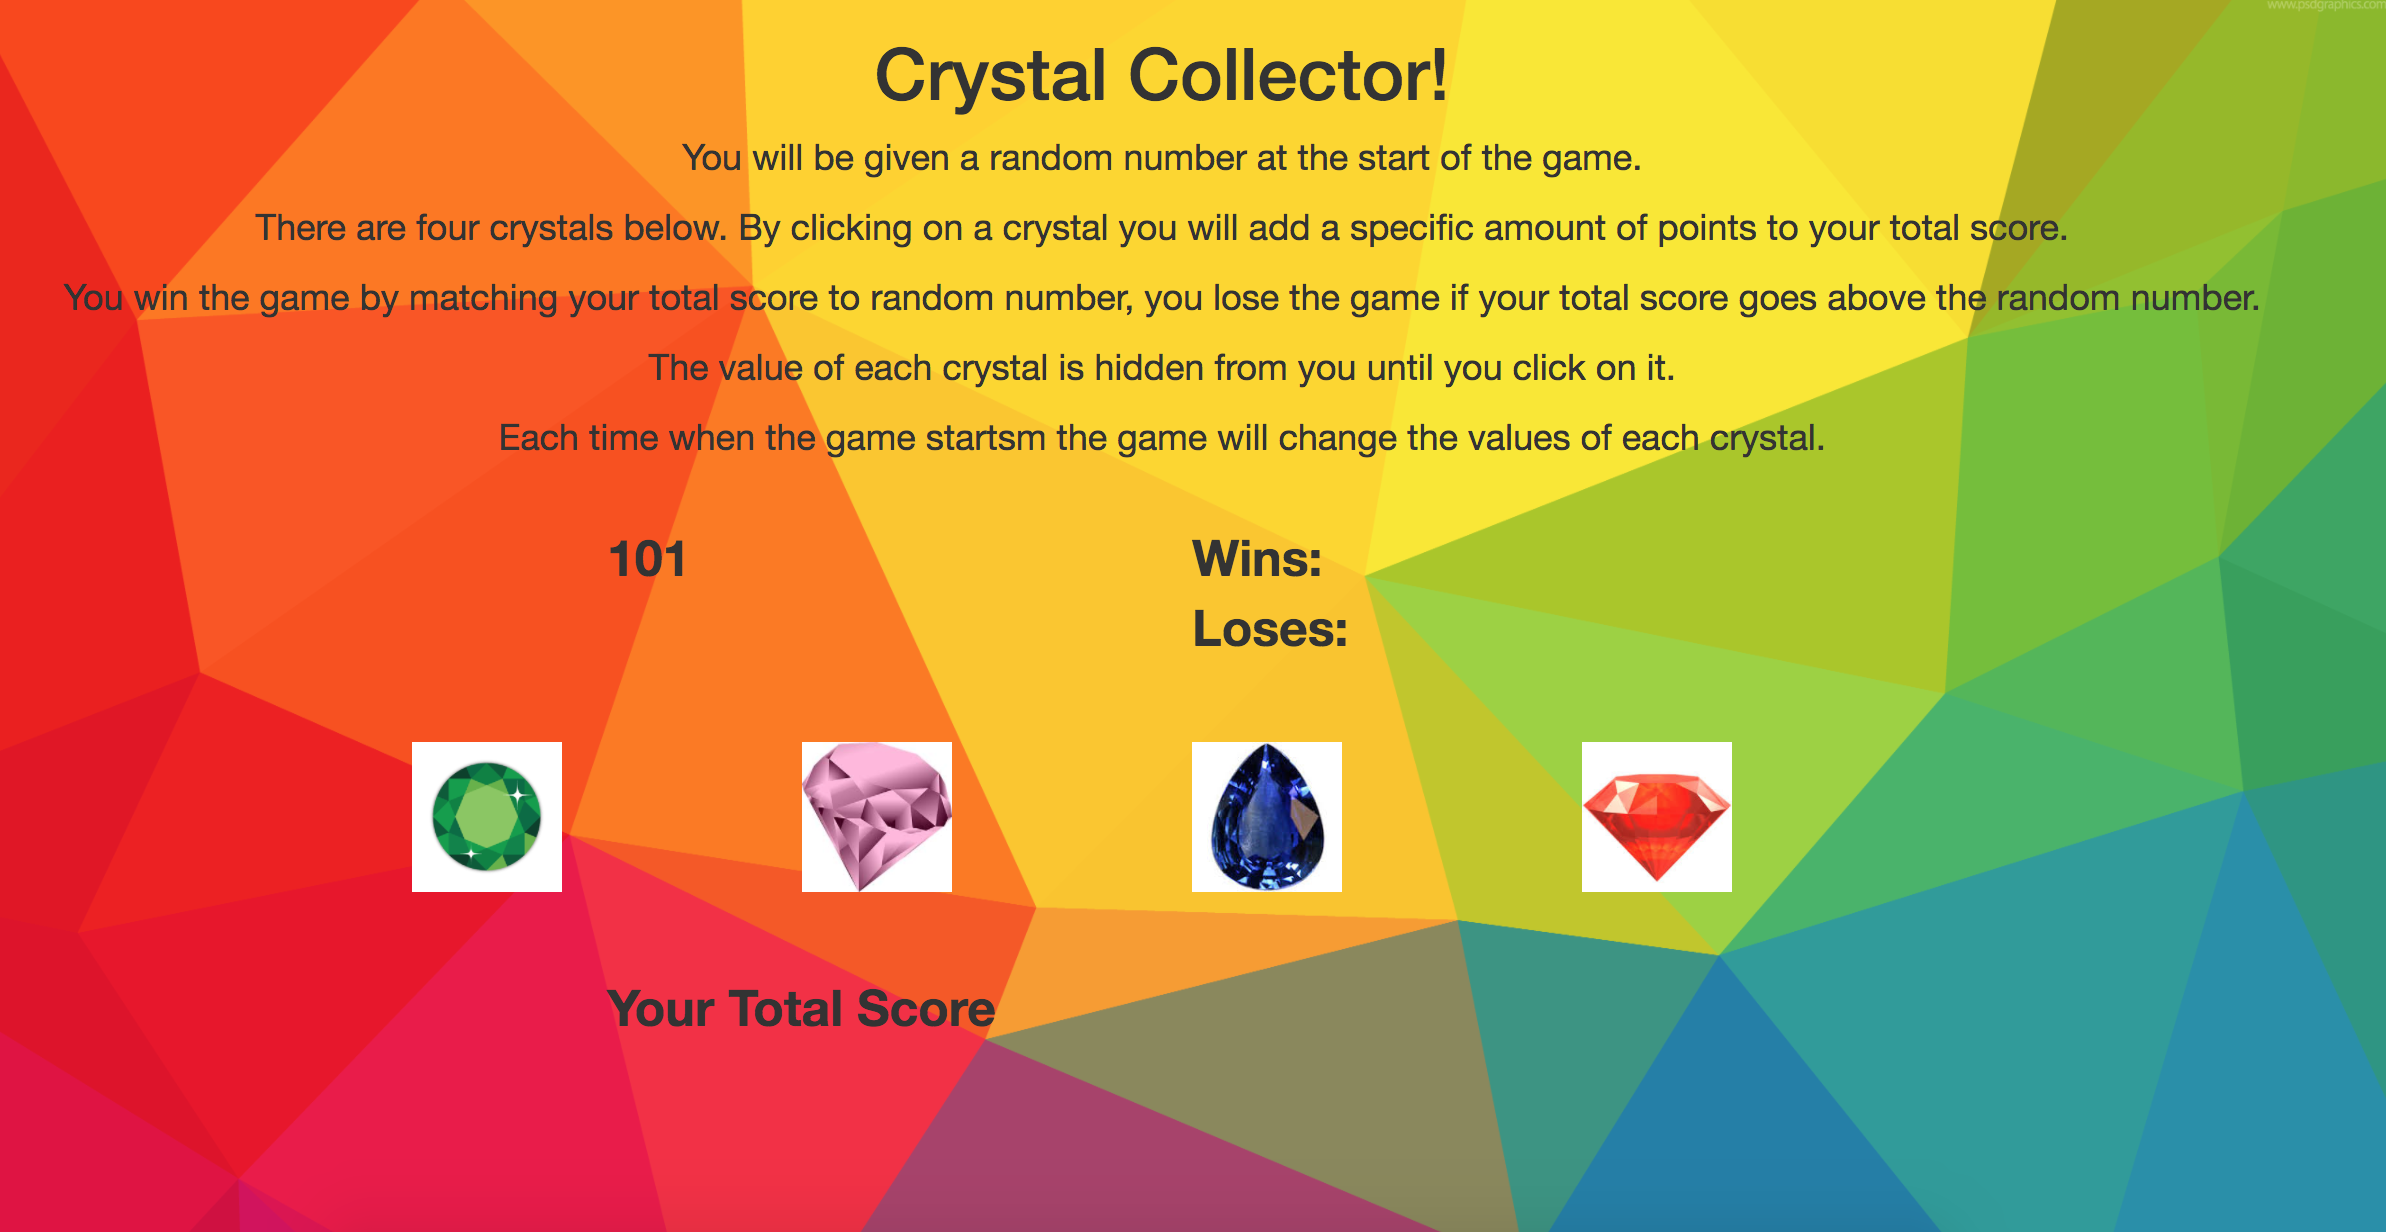 www.psdgraphics.com
Crystal Collector!
You will be given a random number at the start of the game.
There are four crystals below. By clicking on a crystal you will add a specific amount of points to your total score.
You win the game by matching your total score to random number, you lose the game if your total score goes above the random number.
The value of each crystal is hidden from you until you click on it.
Each time when the game startsm the game will change the values of each crystal.
101
Wins:
Loses:
Your Total Score